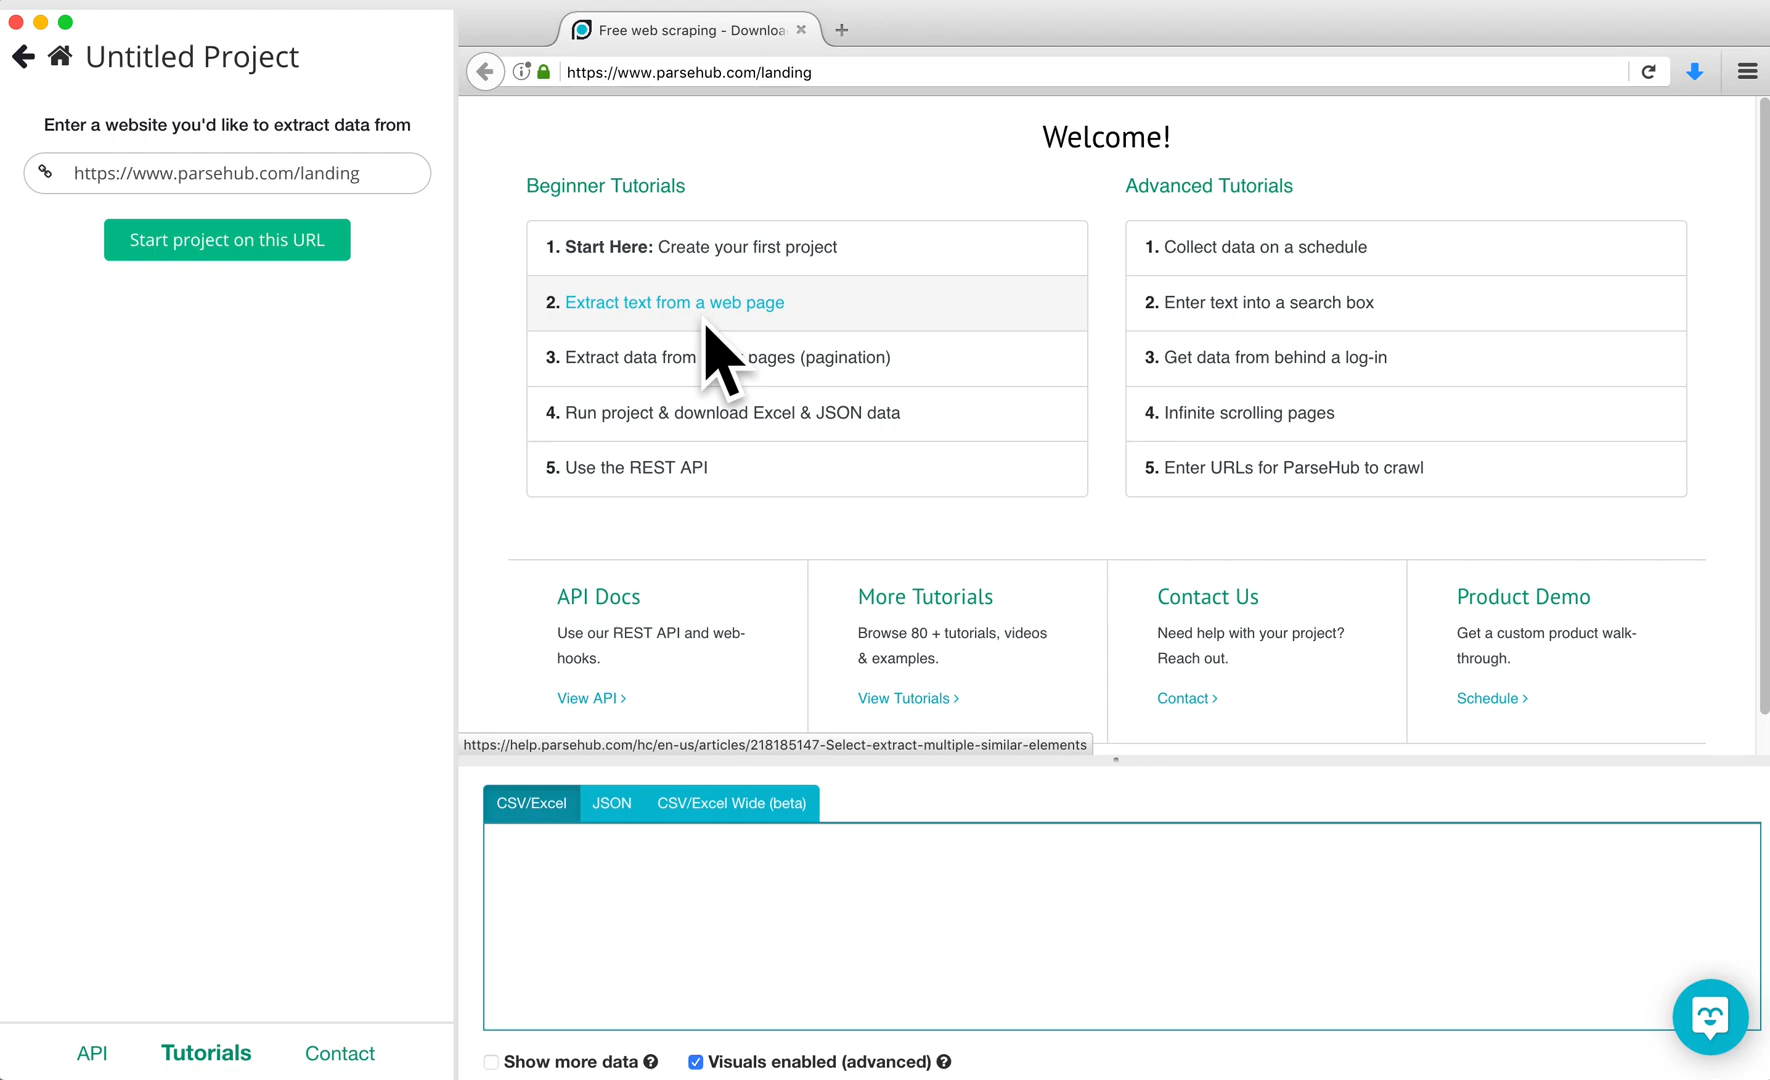 Untitled Project
Enter a website you'd like to extract data from
https://www.parsehub.com/landing
Start project on this URL
API
Tutorials
Contact
Free web scraping - Downloa
https://www.parsehub.com/landing
Welcome!
Beginner Tutorials
1. Start Here: Create your first project
2. Extract text from a web page
3. Extract data from pages (pagination)
4. Run project & download Excel & JSON data
5. Use the REST API
Advanced Tutorials
1. Collect data on a schedule
2. Enter text into a search box
3. Get data from behind a log-in
4. Infinite scrolling pages
5. Enter URLs for ParseHub to crawl
API Docs
Use our REST API and web-
hooks.
View API >
More Tutorials
Browse 80 + tutorials, videos
& examples.
View Tutorials >
Contact Us
Need help with your project?
Reach out.
Contact >
Product Demo
Get a custom product walk-
through.
Schedule >
https://help.parsehub.com/hc/en-us/articles/218185147-Select-extract-multiple-similar-elements
CSV/Excel
JSON
CSV/Excel Wide (beta)
Show more data ?
Visuals enabled (advanced) ?